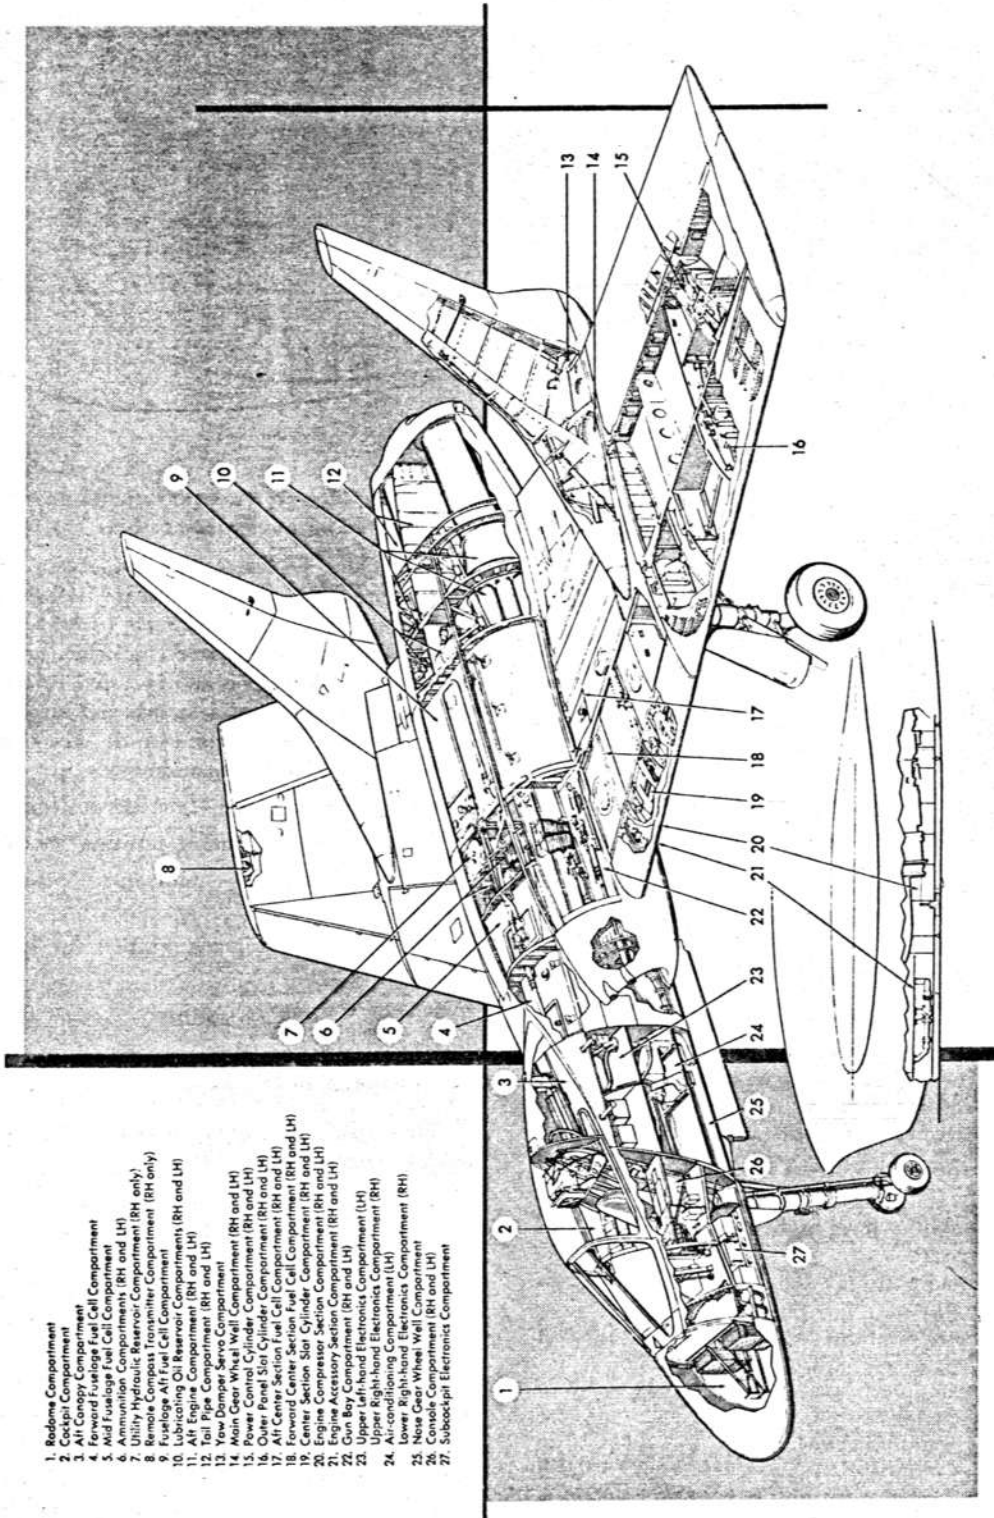 1. Radome Compartment
2. Cockpit Compartment
3. Aft Canopy Compartment
4. Forward Fuselage Fuel Cell Compartment
5. Mid Fuselage Fuel Cell Compartment
6. Ammunition Compartments (RH and LH)
7. Utility Hydraulic Reservoir Compartment (RH only)
8. Remote Compass Transmitter Compartment (RH only)
9. Fuselage Aft Fuel Cell Compartment
10. Lubricating Oil Reservoir Compartments (RH and LH)
11. Aft Engine Compartment (RH and LH)
12. Tail Pipe Compartment (RH and LH)
13. Yaw Damper Servo Compartment
14. Main Gear Wheel Well Compartment (RH and LH)
15. Power Control Cylinder Compartment (RH and LH)
16. Outer Panel Slot Cylinder Compartment (RH and LH)
17. Aft Center Section Fuel Cell Compartment (RH and LH)
18. Forward Center Section Fuel Cell Compartment (RH and LH)
19. Center Section Slot Cylinder Compartment (RH and LH)
20. Engine Compressor Section Compartment (RH and LH)
21. Engine Accessory Section Compartment (RH and LH)
22. Gun Bay Compartment (RH and LH)
23. Upper Left-hand Electronics Compartment (LH)
Upper Right-hand Electronics Compartment (RH)
24. Air-conditioning Compartment (LH)
Lower Right-hand Electronics Compartment (RH)
25. Nose Gear Wheel Well Compartment
26. Console Compartment (RH and LH)
27. Subcockpit Electronics Compartment
1
2
3
4
5
6
7
8
9
10
11
12
13
14
15
16
17
18
19
20
21
22
23
24
25
26
27